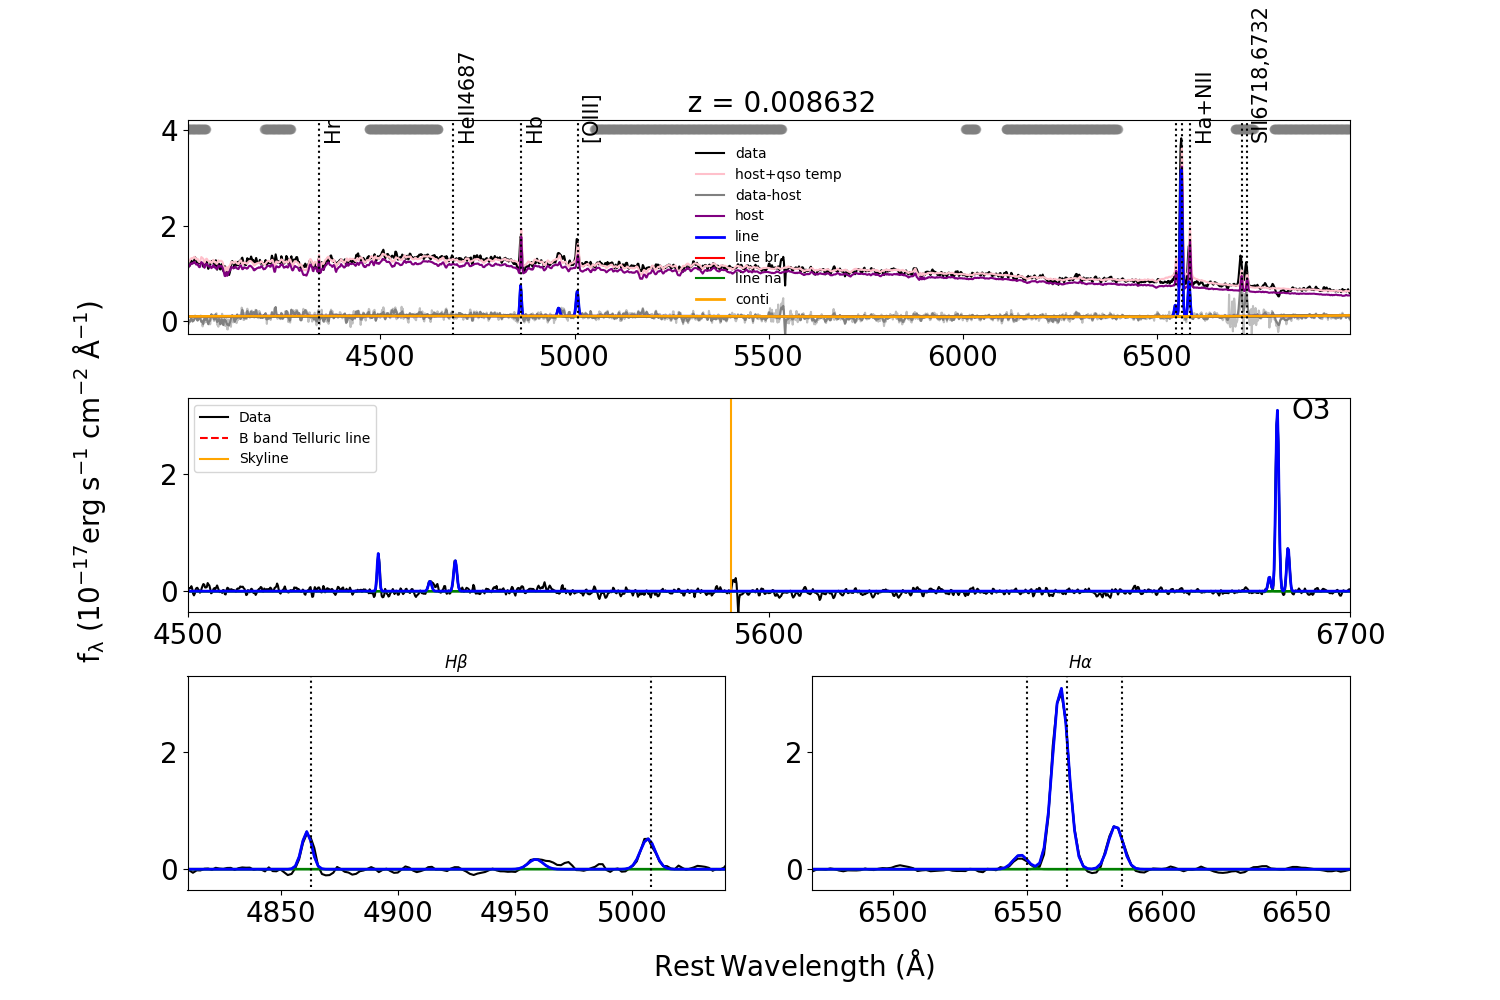 z = 0.008632
Hr
HeII4687
Hb
[OIII]
Ha+NII
SII6718,6732
4
2
0
data
host+qso temp
data-host
host
line
line br
line na
conti
4500 5000 5500 6000 6500
fλ (10−17erg s−1 cm−2 Å−1)
Data
B band Telluric line
Skyline
O3
2
0
4500 5600 6700
Hβ
2
0
4850 4900 4950 5000
Hα
2
0
6500 6550 6600 6650
Rest Wavelength (Å)